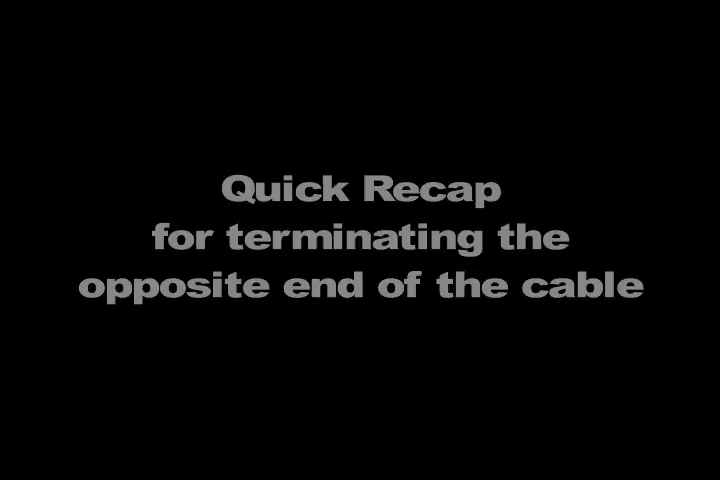 Quick Recap
for terminating the
opposite end of the cable